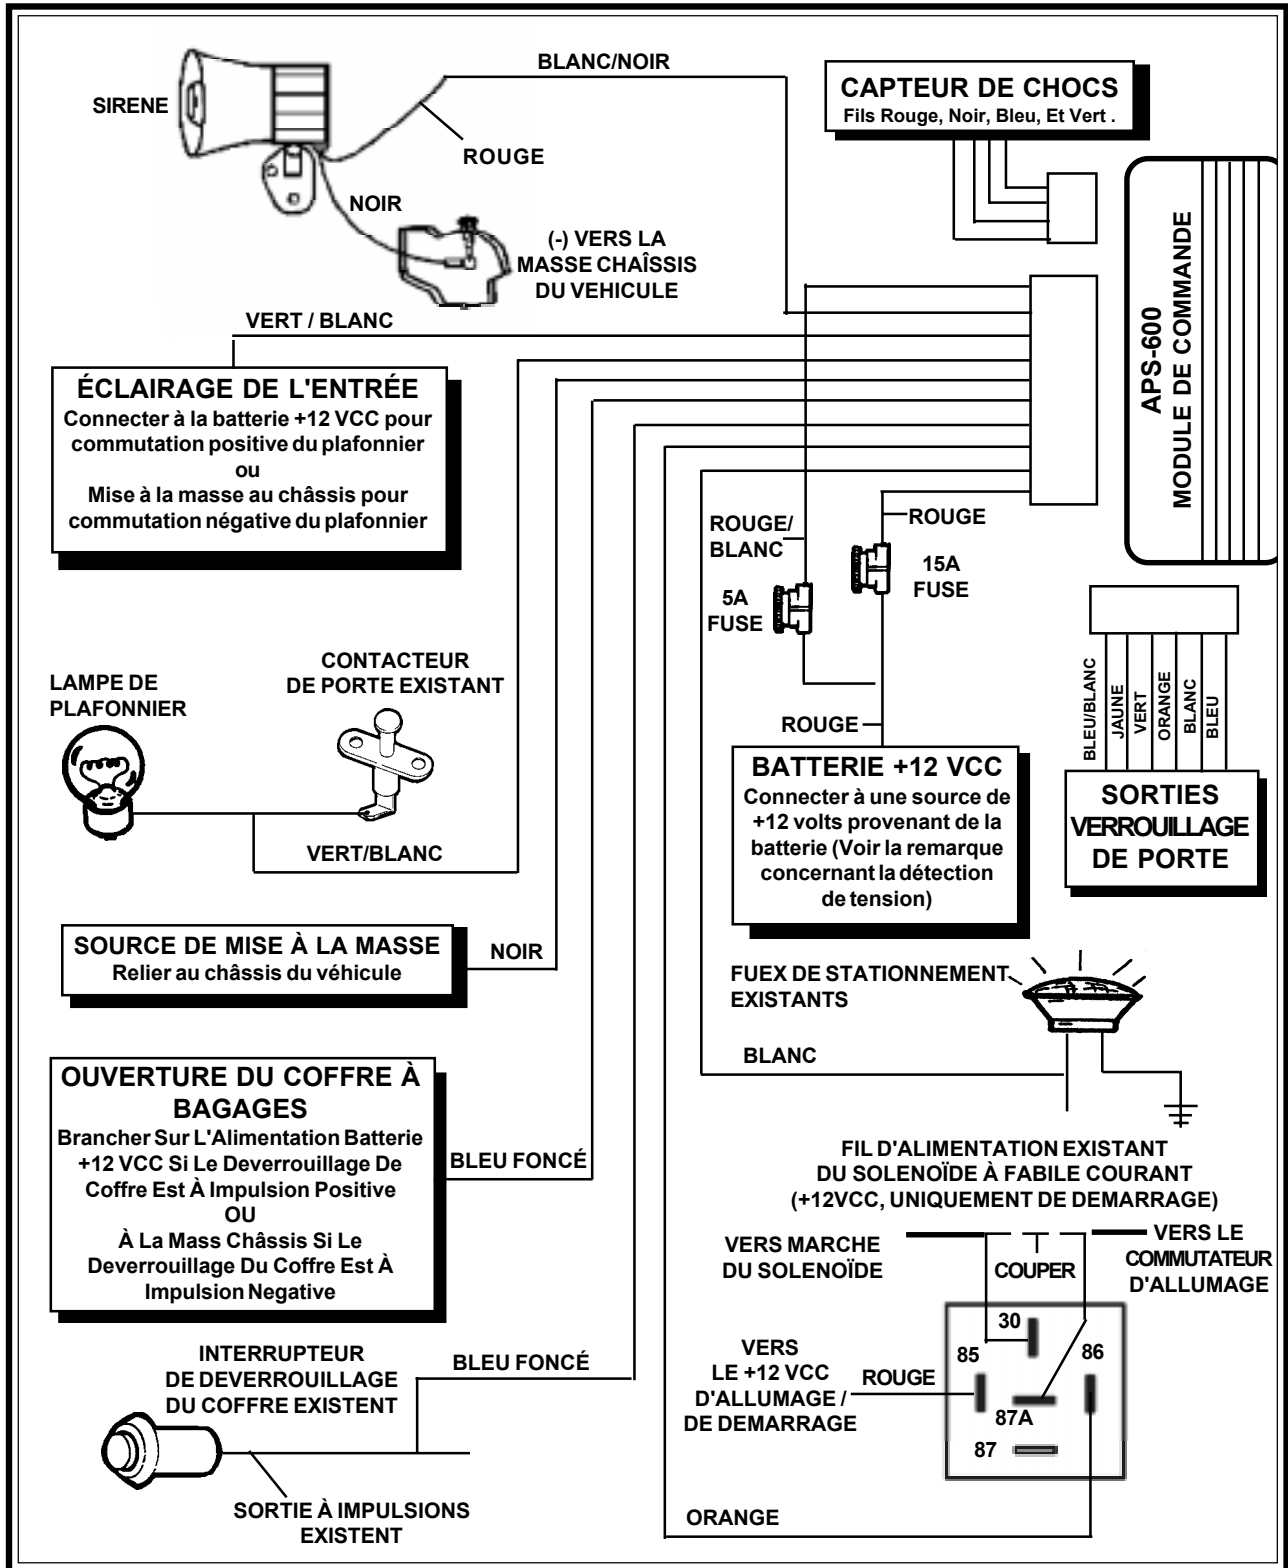 BLANC/NOIR
SIRENE
ROUGE
NOIR
(-) VERS LA
MASSE CHAÎSSIS
DU VEHICULE
CAPTEUR DE CHOCS
Fils Rouge, Noir, Bleu, Et Vert .
APS-600
MODULE DE COMMANDE
VERT / BLANC
ÉCLAIRAGE DE L'ENTRÉE
Connecter à la batterie +12 VCC pour
commutation positive du plafonnier
ou
Mise à la masse au châssis pour
commutation négative du plafonnier
ROUGE/
BLANC
ROUGE
15A
FUSE
5A
FUSE
ROUGE
BATTERIE +12 VCC
Connecter à une source de
+12 volts provenant de la
batterie (Voir la remarque
concernant la détection
de tension)
BLEU/BLANC
JAUNE
VERT
ORANGE
BLANC
BLEU
SORTIES
VERROUILLAGE
DE PORTE
LAMPE DE
PLAFONNIER
CONTACTEUR
DE PORTE EXISTANT
VERT/BLANC
SOURCE DE MISE À LA MASSE
Relier au châssis du véhicule
NOIR
FUEX DE STATIONNEMENT
EXISTANTS
BLANC
OUVERTURE DU COFFRE À
BAGAGES
Brancher Sur L'Alimentation Batterie
+12 VCC Si Le Deverrouillage De
Coffre Est À Impulsion Positive
OU
À La Mass Châssis Si Le
Deverrouillage Du Coffre Est À
Impulsion Negative
BLEU FONCÉ
FIL D'ALIMENTATION EXISTANT
DU SOLENOÏDE À FABILE COURANT
(+12VCC, UNIQUEMENT DE DEMARRAGE)
VERS MARCHE
DU SOLENOÏDE
COUPER
VERS LE
COMMUTATEUR
D'ALLUMAGE
30
85
86
87A
87
VERS
LE +12 VCC
D'ALLUMAGE /
DE DEMARRAGE
ROUGE
INTERRUPTEUR
DE DEVERROUILLAGE
DU COFFRE EXISTENT
BLEU FONCÉ
SORTIE À IMPULSIONS
EXISTENT
ORANGE